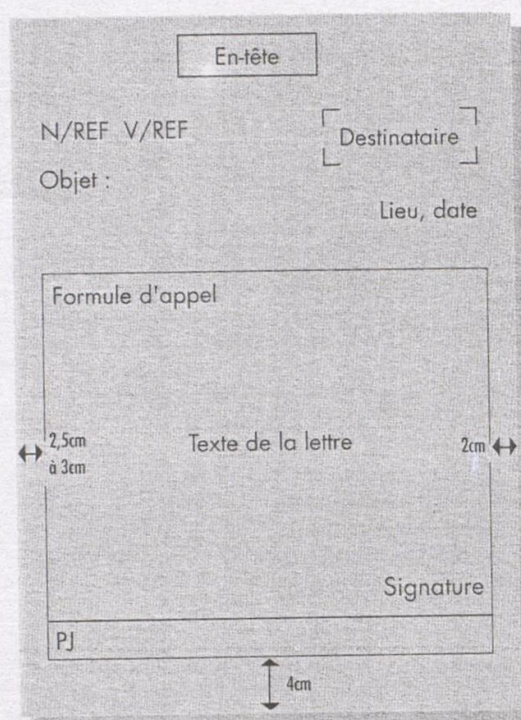 En-tête
N/REF V/REF
Destinataire
Objet :
Lieu, date
Formule d'appel
2,5cm
à 3cm
Texte de la lettre
2cm
Signature
PJ
4cm